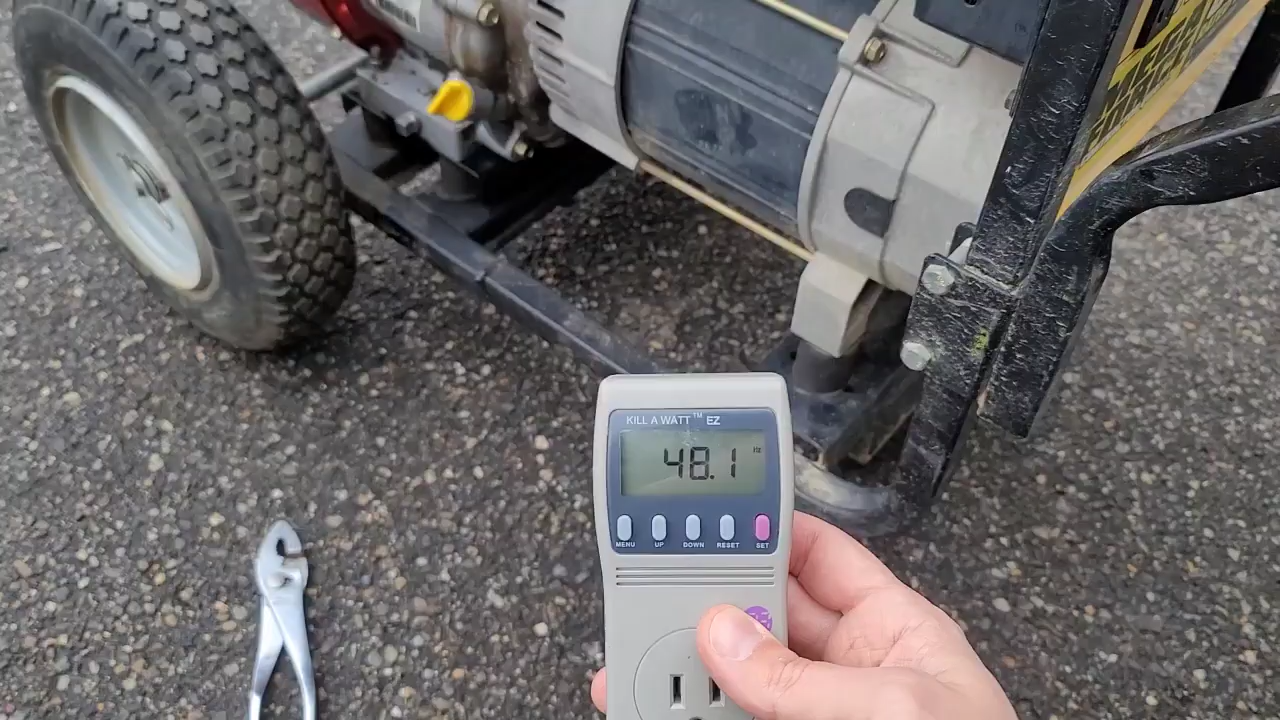 KILL A WATT™ EZ
48.1 Hz
MENU UP DOWN RESET SET